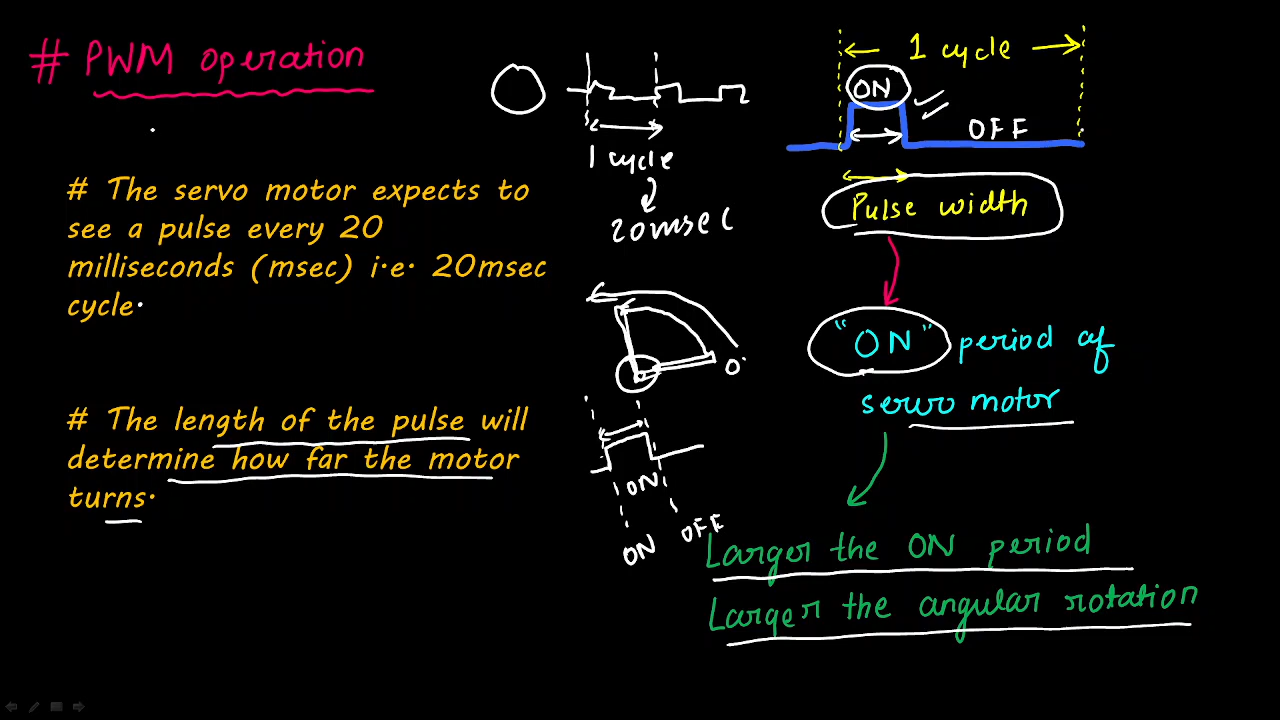 # PWM operation
# The servo motor expects to
see a pulse every 20
milliseconds (msec) i.e. 20msec
cycle.
# The length of the pulse will
determine how far the motor
turns.
1 cycle
20msec
0°
ON
ON
OFF
1 cycle
ON
OFF
Pulse width
"ON" period of
servo motor
Larger the ON period
Larger the angular rotation